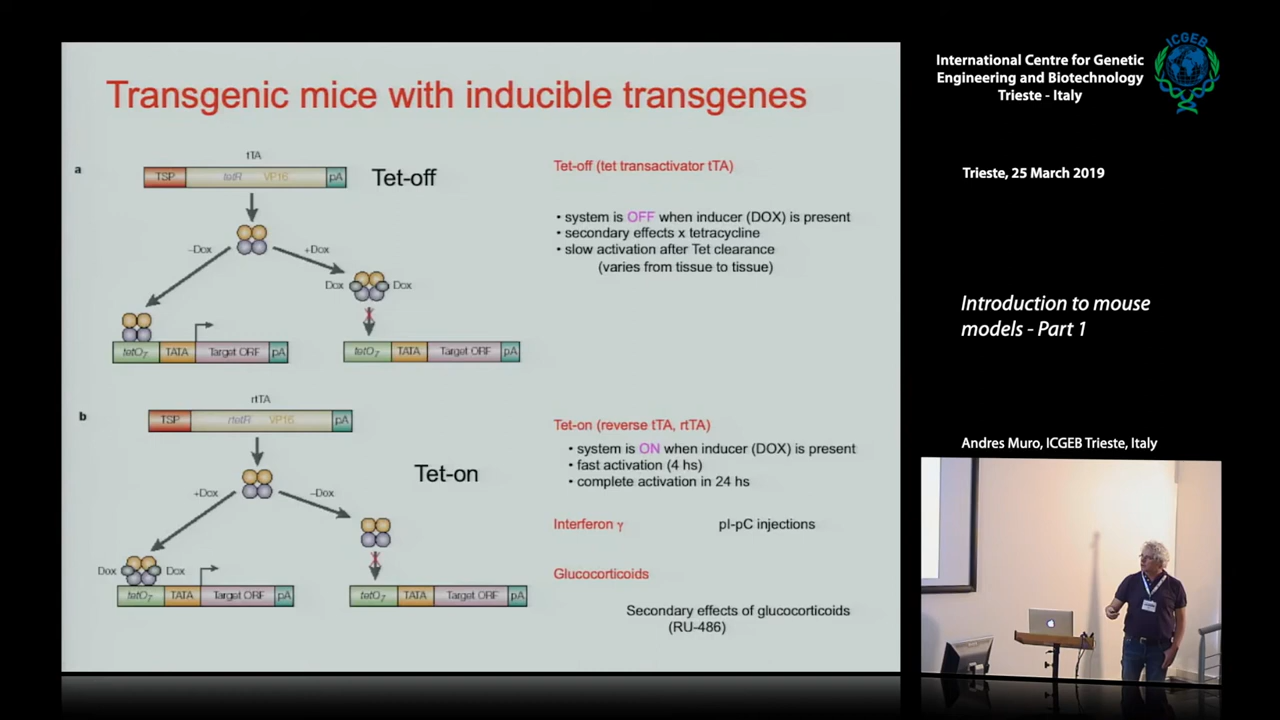 Transgenic mice with inducible transgenes
a
tTA
TSP tetR VP16 pA
Tet-off
–Dox
+Dox
Dox Dox
tetO7 TATA Target ORF pA
tetO7 TATA Target ORF pA
Tet-off (tet transactivator tTA)
• system is OFF when inducer (DOX) is present
• secondary effects x tetracycline
• slow activation after Tet clearance
(varies from tissue to tissue)
b
rtTA
TSP rtetR VP16 pA
Tet-on
+Dox
–Dox
Dox Dox
tetO7 TATA Target ORF pA
tetO7 TATA Target ORF pA
Tet-on (reverse tTA, rtTA)
• system is ON when inducer (DOX) is present
• fast activation (4 hs)
• complete activation in 24 hs
Interferon γ pI-pC injections
Glucocorticoids
Secondary effects of glucocorticoids
(RU-486)
International Centre for Genetic
Engineering and Biotechnology
Trieste - Italy
ICGEB
Trieste, 25 March 2019
Introduction to mouse
models - Part 1
Andres Muro, ICGEB Trieste, Italy